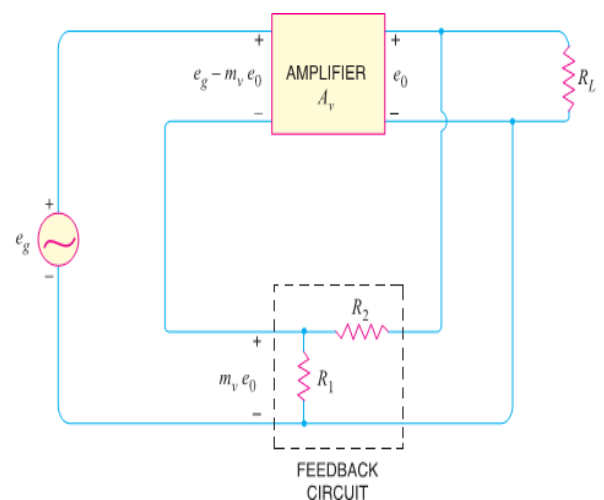 +
+
e_g – m_v e_0
AMPLIFIER
A_v
e_0
R_L
–
–
+
e_g
–
R_2
+
m_v e_0
R_1
–
FEEDBACK
CIRCUIT